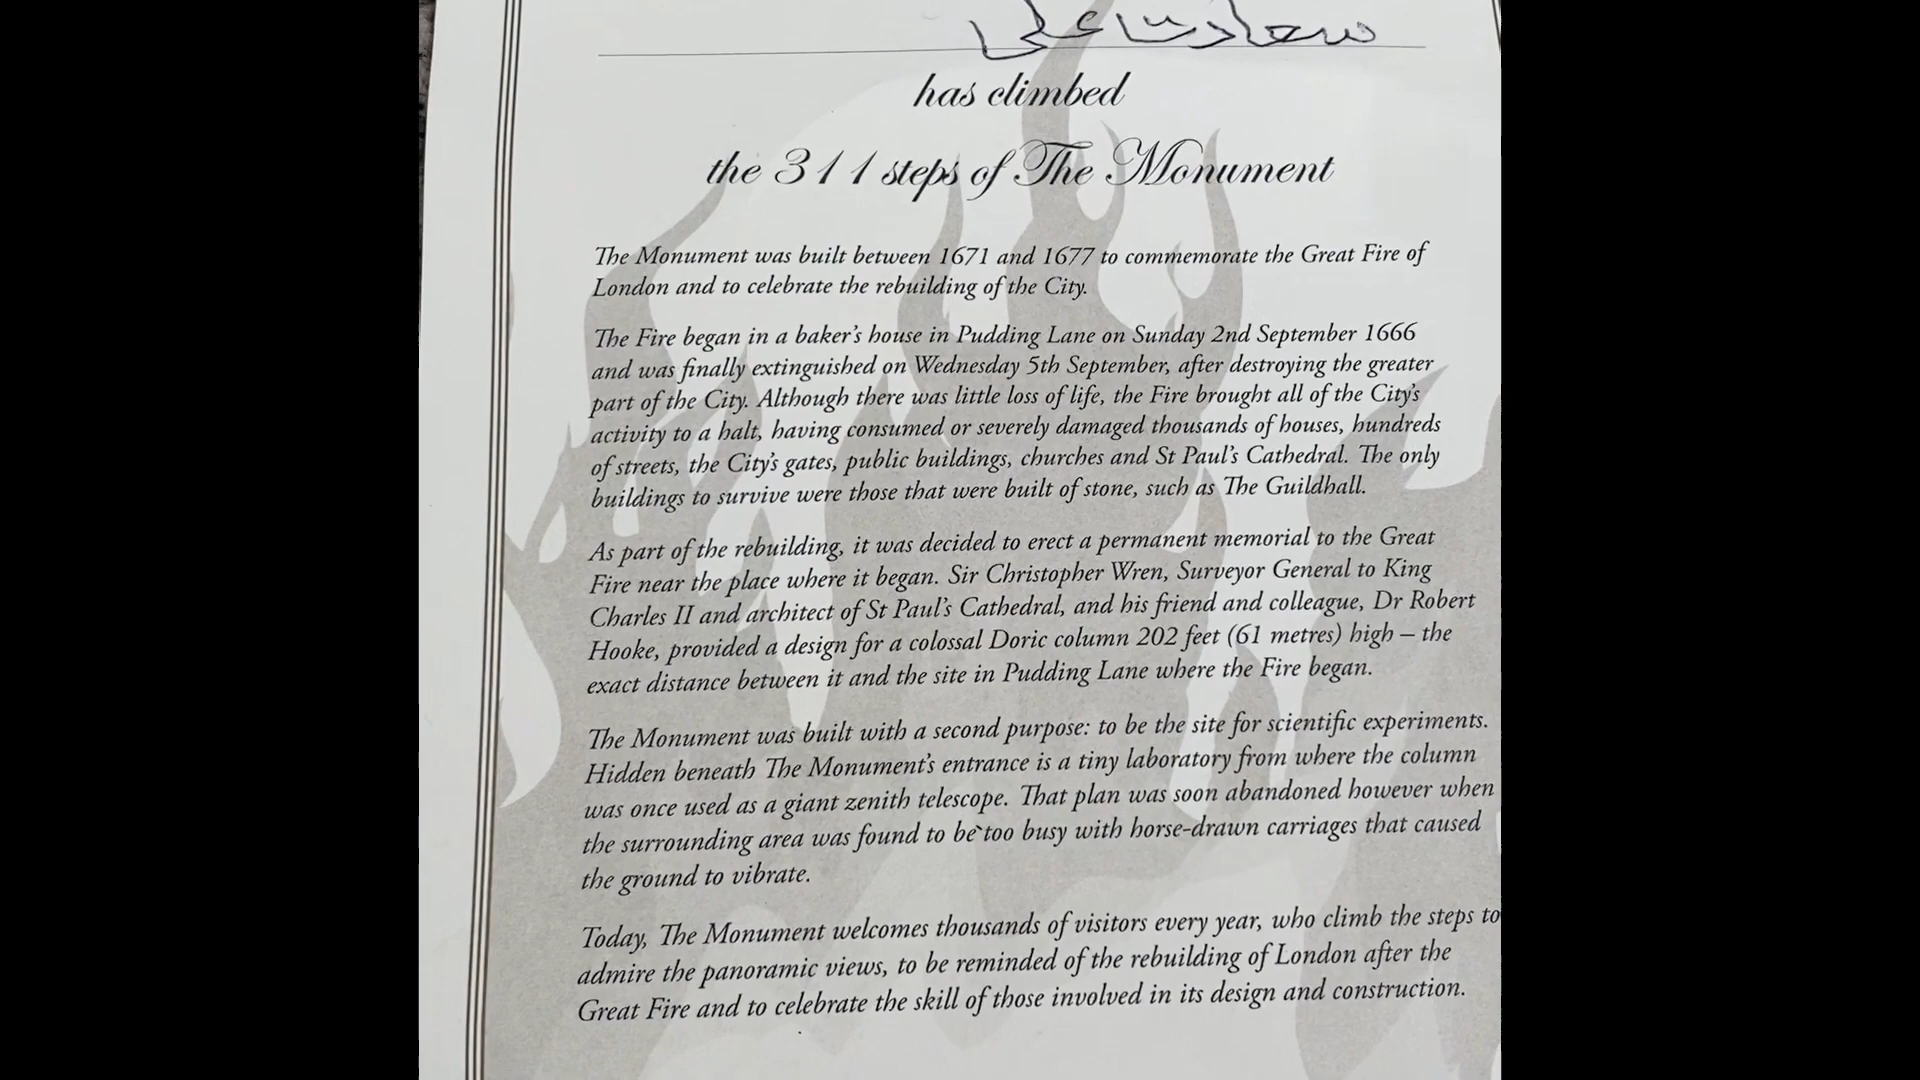 سعادت علی
has climbed
the 311 steps of The Monument
The Monument was built between 1671 and 1677 to commemorate the Great Fire of
London and to celebrate the rebuilding of the City.
The Fire began in a baker's house in Pudding Lane on Sunday 2nd September 1666
and was finally extinguished on Wednesday 5th September, after destroying the greater
part of the City. Although there was little loss of life, the Fire brought all of the City's
activity to a halt, having consumed or severely damaged thousands of houses, hundreds
of streets, the City's gates, public buildings, churches and St Paul's Cathedral. The only
buildings to survive were those that were built of stone, such as The Guildhall.
As part of the rebuilding, it was decided to erect a permanent memorial to the Great
Fire near the place where it began. Sir Christopher Wren, Surveyor General to King
Charles II and architect of St Paul's Cathedral, and his friend and colleague, Dr Robert
Hooke, provided a design for a colossal Doric column 202 feet (61 metres) high – the
exact distance between it and the site in Pudding Lane where the Fire began.
The Monument was built with a second purpose: to be the site for scientific experiments.
Hidden beneath The Monument's entrance is a tiny laboratory from where the column
was once used as a giant zenith telescope. That plan was soon abandoned however when
the surrounding area was found to be too busy with horse-drawn carriages that caused
the ground to vibrate.
Today, The Monument welcomes thousands of visitors every year, who climb the steps to
admire the panoramic views, to be reminded of the rebuilding of London after the
Great Fire and to celebrate the skill of those involved in its design and construction.